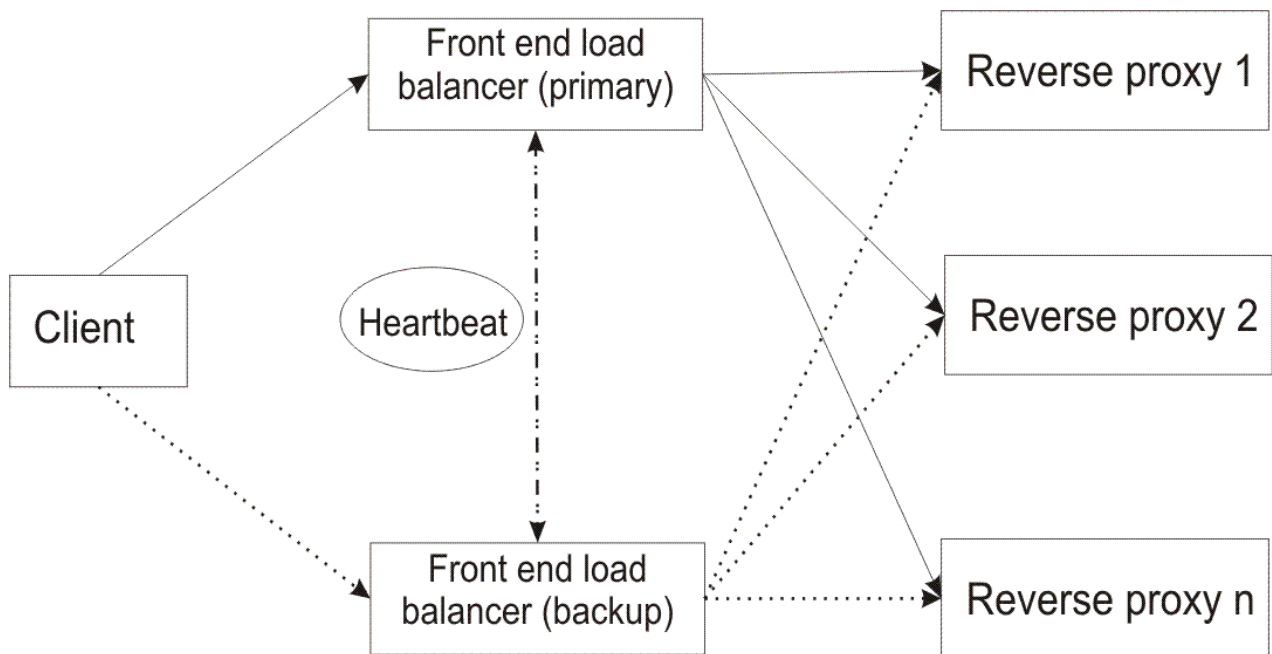 Front end load
balancer (primary)
Reverse proxy 1
Client
Heartbeat
Reverse proxy 2
Front end load
balancer (backup)
Reverse proxy n